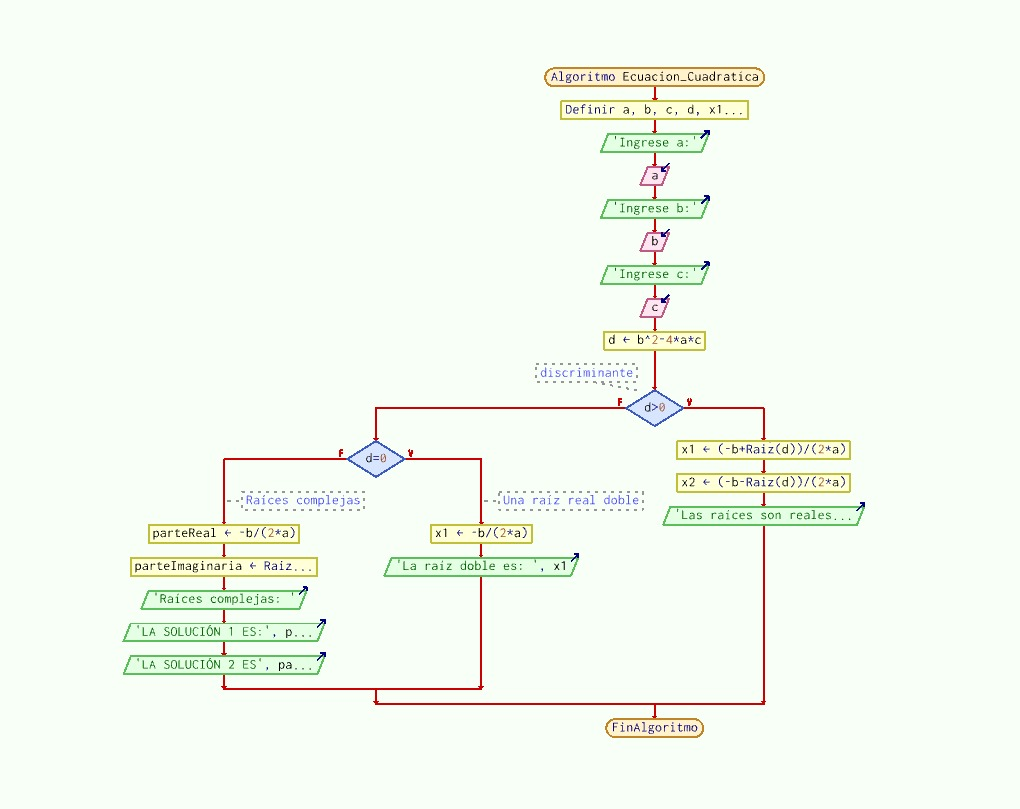 Algoritmo Ecuacion_Cuadratica
Definir a, b, c, d, x1...
'Ingrese a:'
a
'Ingrese b:'
b
'Ingrese c:'
c
d ← b^2-4*a*c
discriminante
F
d>0
V
x1 ← (-b+Raiz(d))/(2*a)
x2 ← (-b-Raiz(d))/(2*a)
'Las raíces son reales...
F
d=0
V
Raíces complejas
Una raíz real doble
parteReal ← -b/(2*a)
x1 ← -b/(2*a)
parteImaginaria ← Raiz...
'La raíz doble es: ', x1
'Raíces complejas: '
'LA SOLUCIÓN 1 ES:', p...
'LA SOLUCIÓN 2 ES', pa...
FinAlgoritmo